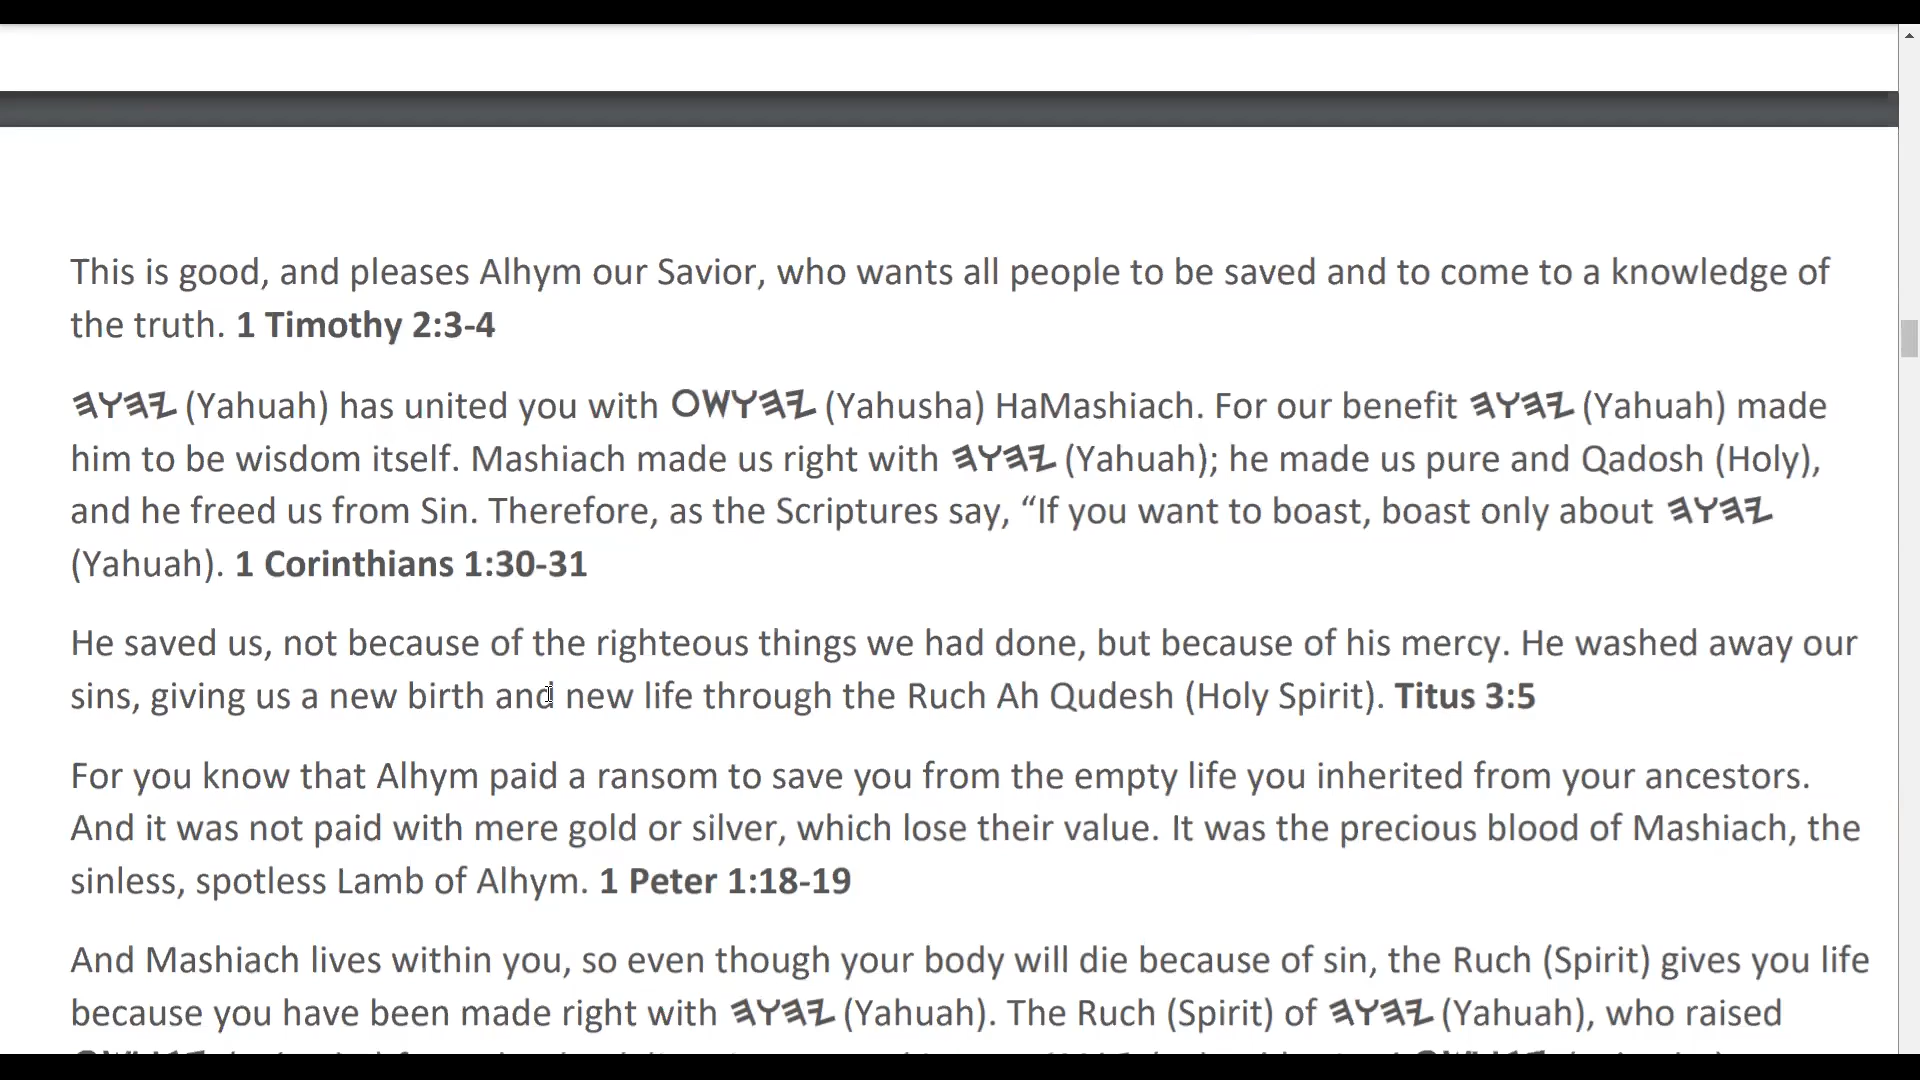 This is good, and pleases Alhym our Savior, who wants all people to be saved and to come to a knowledge of
the truth. 1 Timothy 2:3-4
𐤉𐤄𐤅𐤄 (Yahuah) has united you with 𐤉𐤄𐤅𐤔𐤏 (Yahusha) HaMashiach. For our benefit 𐤉𐤄𐤅𐤄 (Yahuah) made
him to be wisdom itself. Mashiach made us right with 𐤉𐤄𐤅𐤄 (Yahuah); he made us pure and Qadosh (Holy),
and he freed us from Sin. Therefore, as the Scriptures say, “If you want to boast, boast only about 𐤉𐤄𐤅𐤄
(Yahuah). 1 Corinthians 1:30-31
He saved us, not because of the righteous things we had done, but because of his mercy. He washed away our
sins, giving us a new birth and new life through the Ruch Ah Qudesh (Holy Spirit). Titus 3:5
For you know that Alhym paid a ransom to save you from the empty life you inherited from your ancestors.
And it was not paid with mere gold or silver, which lose their value. It was the precious blood of Mashiach, the
sinless, spotless Lamb of Alhym. 1 Peter 1:18-19
And Mashiach lives within you, so even though your body will die because of sin, the Ruch (Spirit) gives you life
because you have been made right with 𐤉𐤄𐤅𐤄 (Yahuah). The Ruch (Spirit) of 𐤉𐤄𐤅𐤄 (Yahuah), who raised